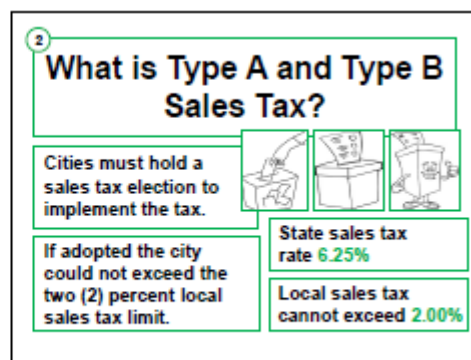 2
What is Type A and Type B
Sales Tax?
Cities must hold a
sales tax election to
implement the tax.
If adopted the city
could not exceed the
two (2) percent local
sales tax limit.
State sales tax
rate 6.25%
Local sales tax
cannot exceed 2.00%